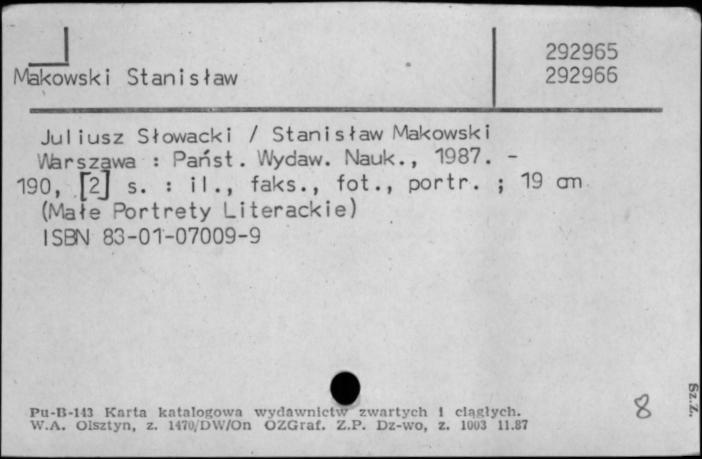 292965
Makowski Stanisław 292966
Juliusz Słowacki / Stanisław Makowski
Warszawa : Państ. Wydaw. Nauk., 1987. -
190, [2] s. : il., faks., fot., portr. ; 19 cm
(Małe Portrety Literackie)
ISBN 83-01-07009-9
Pu-B-143 Karta katalogowa wydawnictw zwartych i ciągłych.
W.A. Olsztyn, z. 1470/DW/On OZGraf. Z.P. Dz-wo, z. 1003 11.87
8
Sz.Z.